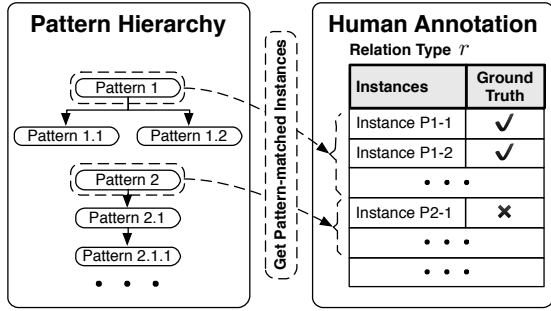 Pattern Hierarchy
Pattern 1
Pattern 1.1
Pattern 1.2
Pattern 2
Pattern 2.1
Pattern 2.1.1
• • •
Get Pattern-matched Instances
Human Annotation
Relation Type r
Instances
Ground
Truth
Instance P1-1 ✓
Instance P1-2 ✓
• • •
Instance P2-1 ✗
• • •
• • •